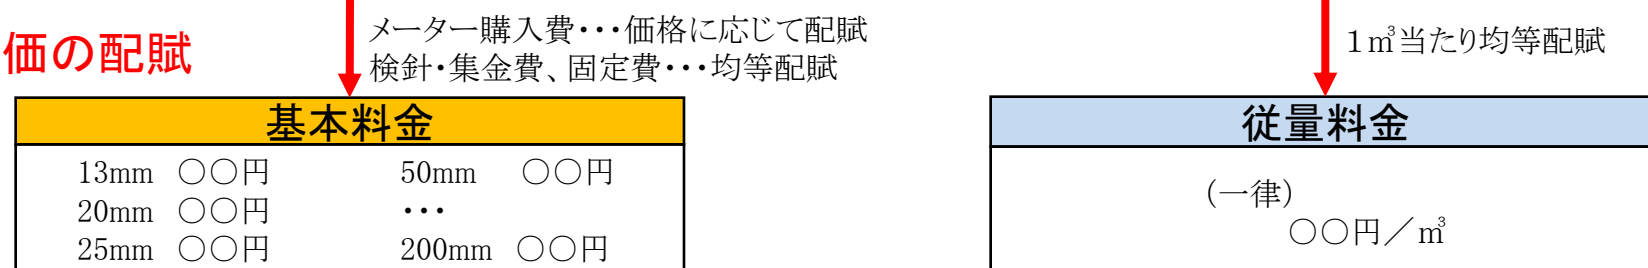 価の配賦
メーター購入費・・・価格に応じて配賦
検針・集金費、固定費・・・均等配賦
基本料金
13mm ○○円 50mm ○○円
20mm ○○円 ・・・
25mm ○○円 200mm ○○円
１㎥当たり均等配賦
従量料金
(一律)
○○円／㎥